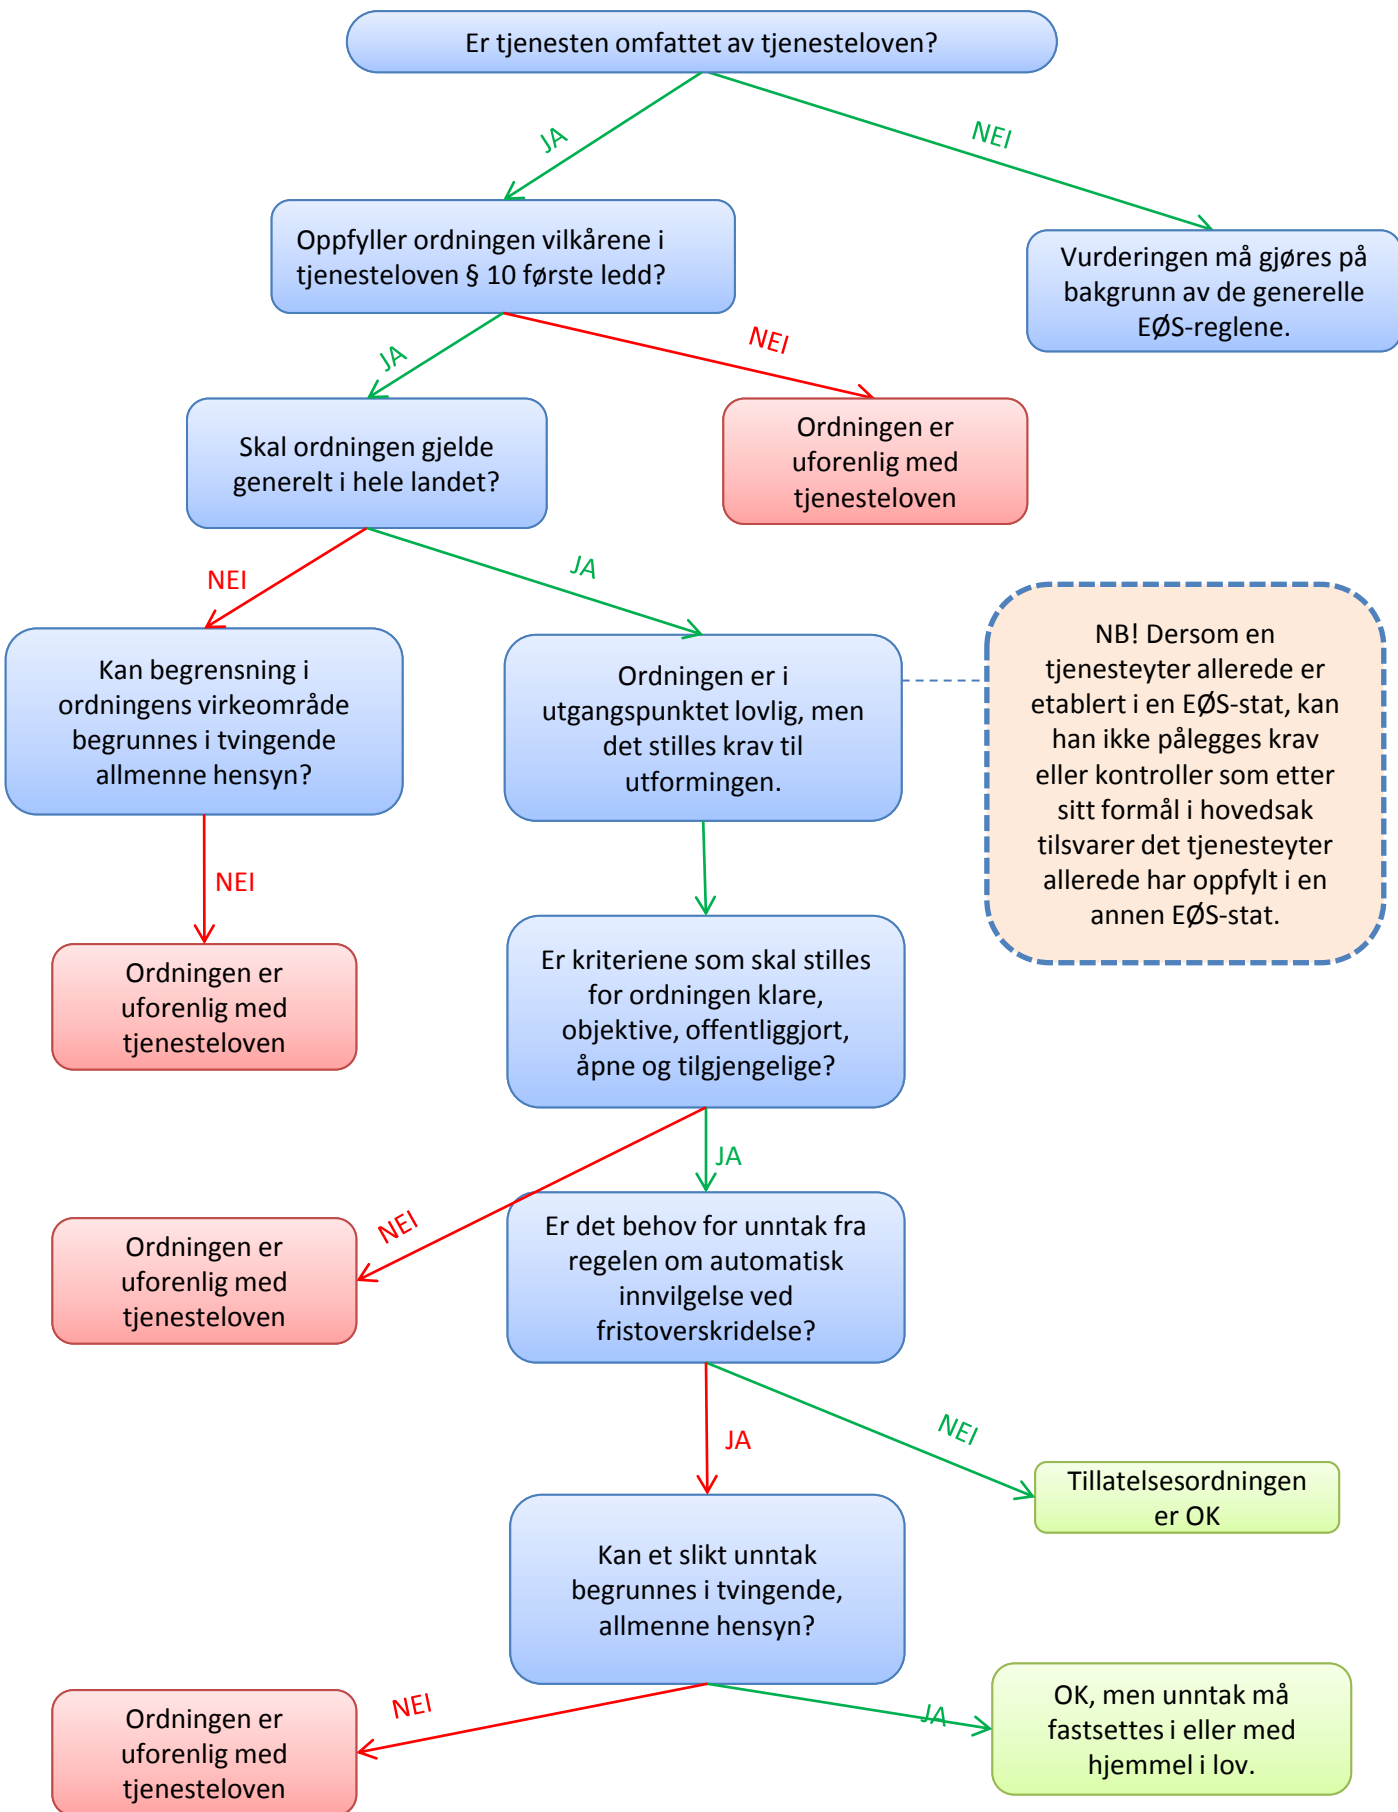 Er tjenesten omfattet av tjenesteloven?
JA
NEI
Oppfyller ordningen vilkårene i
tjenesteloven § 10 første ledd?
Vurderingen må gjøres på
bakgrunn av de generelle
EØS-reglene.
JA
NEI
Skal ordningen gjelde
generelt i hele landet?
Ordningen er
uforenlig med
tjenesteloven
NEI
JA
Kan begrensning i
ordningens virkeområde
begrunnes i tvingende
allmenne hensyn?
Ordningen er i
utgangspunktet lovlig, men
det stilles krav til
utformingen.
NB! Dersom en
tjenesteyter allerede er
etablert i en EØS-stat, kan
han ikke pålegges krav
eller kontroller som etter
sitt formål i hovedsak
tilsvarer det tjenesteyter
allerede har oppfylt i en
annen EØS-stat.
NEI
Ordningen er
uforenlig med
tjenesteloven
Er kriteriene som skal stilles
for ordningen klare,
objektive, offentliggjort,
åpne og tilgjengelige?
JA
NEI
Ordningen er
uforenlig med
tjenesteloven
Er det behov for unntak fra
regelen om automatisk
innvilgelse ved
fristoverskridelse?
JA
NEI
Tillatelsesordningen
er OK
Kan et slikt unntak
begrunnes i tvingende,
allmenne hensyn?
NEI
JA
Ordningen er
uforenlig med
tjenesteloven
OK, men unntak må
fastsettes i eller med
hjemmel i lov.